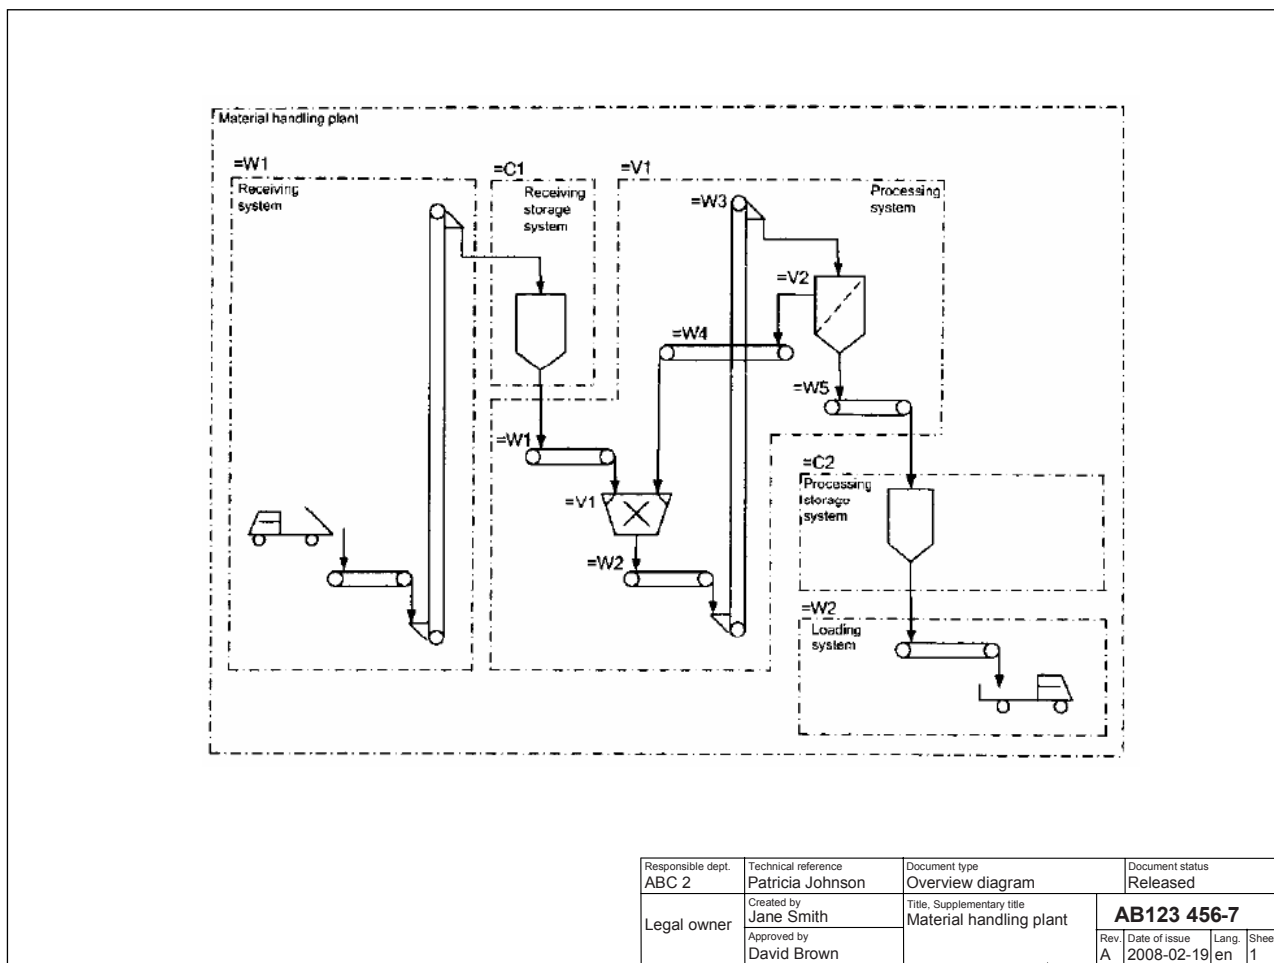 Material handling plant
=W1
Receiving
system
=C1
Receiving
storage
system
=V1
Processing
system
=W3
=V2
=W4
=W5
=W1
=V1
=W2
=C2
Processing
storage
system
=W2
Loading
system
Responsible dept.
ABC 2
Technical reference
Patricia Johnson
Document type
Overview diagram
Document status
Released
Legal owner
Created by
Jane Smith
Approved by
David Brown
Title, Supplementary title
Material handling plant
AB123 456-7
Rev.
A
Date of issue
2008-02-19
Lang.
en
Shee
1